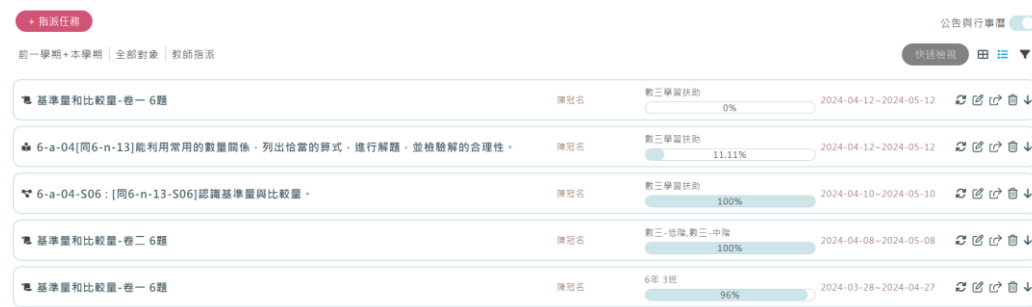 + 指派任務
公告與行事曆
前一學期+本學期 全部對象 教師指派
快速檢視
基準量和比較量-卷一 6題 陳冠名 數三學習扶助 0% 2024-04-12~2024-05-12
6-a-04[同6-n-13]能利用常用的數量關係，列出恰當的算式，進行解題，並檢驗解的合理性。 陳冠名 數三學習扶助 11.11% 2024-04-12~2024-05-12
6-a-04-S06 : [同6-n-13-S06]認識基準量與比較量。 陳冠名 數三學習扶助 100% 2024-04-10~2024-05-10
基準量和比較量-卷二 6題 陳冠名 數三-低階,數三-中階 100% 2024-04-08~2024-05-08
基準量和比較量-卷一 6題 陳冠名 6年 3班 96% 2024-03-28~2024-04-27